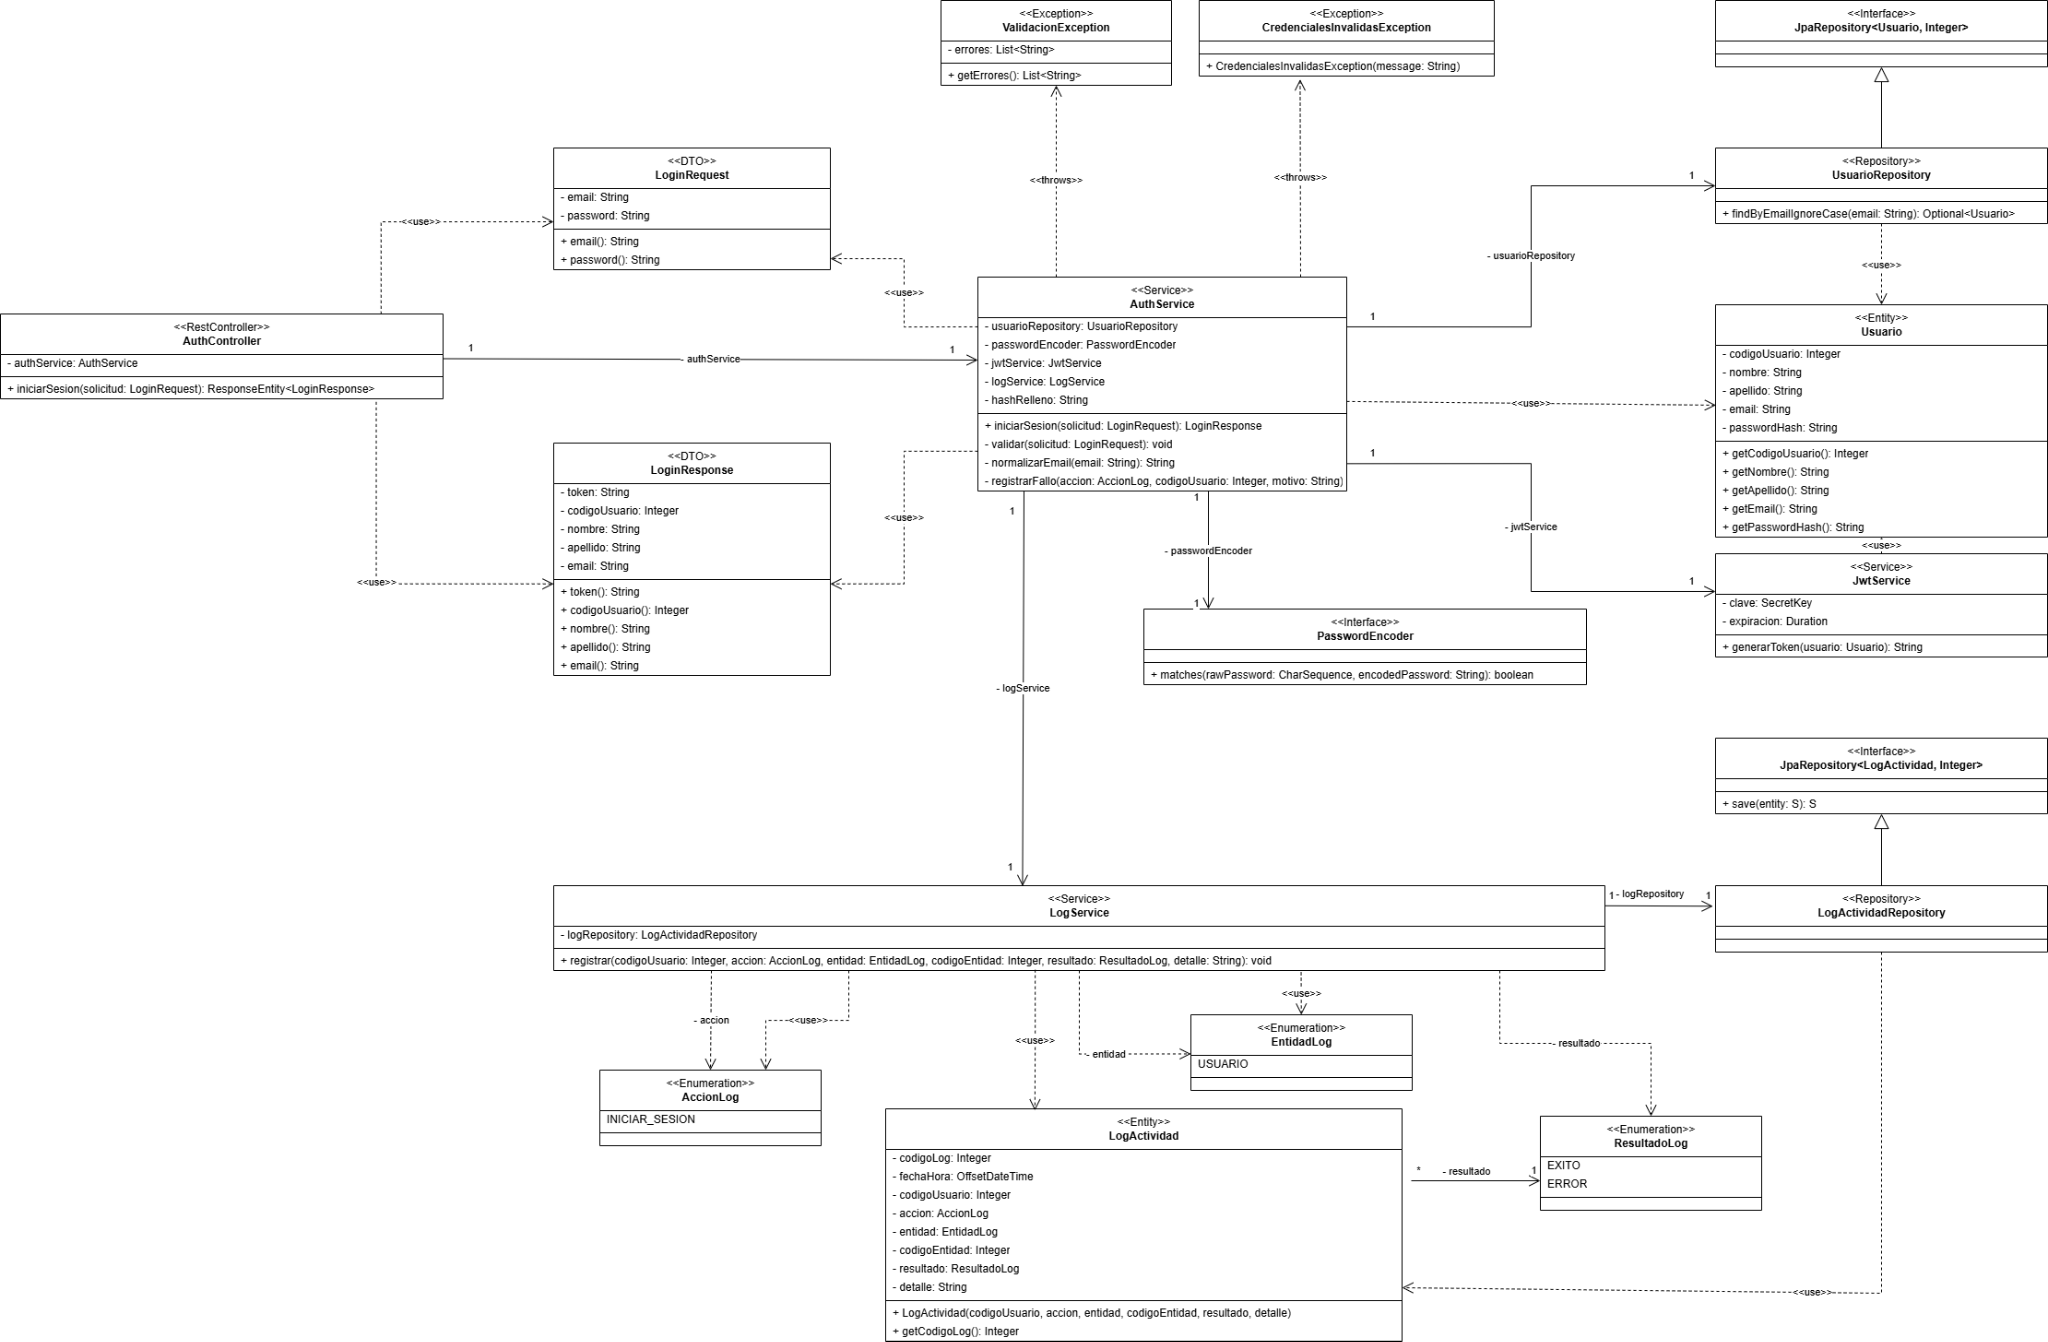 <<Exception>>
ValidacionException
- errores: List<String>
+ getErrores(): List<String>
<<Exception>>
CredencialesInvalidasException
+ CredencialesInvalidasException(message: String)
<<Interface>>
JpaRepository<Usuario, Integer>
<<throws>>
<<throws>>
<<DTO>>
LoginRequest
- email: String
- password: String
+ email(): String
+ password(): String
<<use>>
<<use>>
<<Repository>>
UsuarioRepository
+ findByEmailIgnoreCase(email: String): Optional<Usuario>
1
- usuarioRepository
1
<<use>>
<<RestController>>
AuthController
- authService: AuthService
+ iniciarSesion(solicitud: LoginRequest): ResponseEntity<LoginResponse>
1
- authService
1
<<Service>>
AuthService
- usuarioRepository: UsuarioRepository
- passwordEncoder: PasswordEncoder
- jwtService: JwtService
- logService: LogService
- hashRelleno: String
+ iniciarSesion(solicitud: LoginRequest): LoginResponse
- validar(solicitud: LoginRequest): void
- normalizarEmail(email: String): String
- registrarFallo(accion: AccionLog, codigoUsuario: Integer, motivo: String)
<<use>>
<<Entity>>
Usuario
- codigoUsuario: Integer
- nombre: String
- apellido: String
- email: String
- passwordHash: String
+ getCodigoUsuario(): Integer
+ getNombre(): String
+ getApellido(): String
+ getEmail(): String
+ getPasswordHash(): String
<<use>>
<<DTO>>
LoginResponse
- token: String
- codigoUsuario: Integer
- nombre: String
- apellido: String
- email: String
+ token(): String
+ codigoUsuario(): Integer
+ nombre(): String
+ apellido(): String
+ email(): String
<<use>>
<<use>>
1
- jwtService
1
<<Service>>
JwtService
- clave: SecretKey
- expiracion: Duration
+ generarToken(usuario: Usuario): String
1
- passwordEncoder
1
<<Interface>>
PasswordEncoder
+ matches(rawPassword: CharSequence, encodedPassword: String): boolean
1
- logService
1
<<Interface>>
JpaRepository<LogActividad, Integer>
+ save(entity: S): S
<<Service>>
LogService
- logRepository: LogActividadRepository
+ registrar(codigoUsuario: Integer, accion: AccionLog, entidad: EntidadLog, codigoEntidad: Integer, resultado: ResultadoLog, detalle: String): void
1 - logRepository 1
<<Repository>>
LogActividadRepository
- accion
<<use>>
<<use>>
- entidad
<<use>>
- resultado
<<Enumeration>>
EntidadLog
USUARIO
<<Enumeration>>
AccionLog
INICIAR_SESION
<<Entity>>
LogActividad
- codigoLog: Integer
- fechaHora: OffsetDateTime
- codigoUsuario: Integer
- accion: AccionLog
- entidad: EntidadLog
- codigoEntidad: Integer
- resultado: ResultadoLog
- detalle: String
+ LogActividad(codigoUsuario, accion, entidad, codigoEntidad, resultado, detalle)
+ getCodigoLog(): Integer
* - resultado 1
<<Enumeration>>
ResultadoLog
EXITO
ERROR
<<use>>